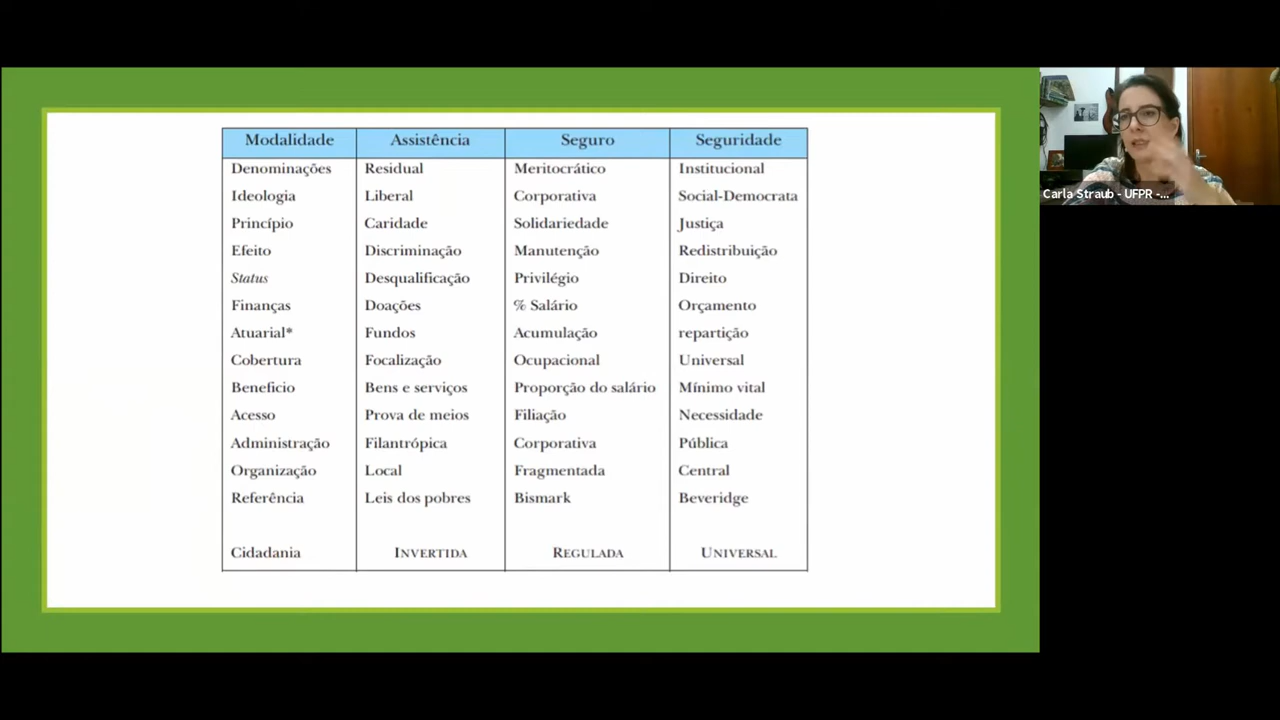 Modalidade Assistência Seguro Seguridade
Denominações Residual Meritocrático Institucional
Ideologia Liberal Corporativa Social-Democrata
Princípio Caridade Solidariedade Justiça
Efeito Discriminação Manutenção Redistribuição
Status Desqualificação Privilégio Direito
Finanças Doações % Salário Orçamento
Atuarial* Fundos Acumulação repartição
Cobertura Focalização Ocupacional Universal
Beneficio Bens e serviços Proporção do salário Mínimo vital
Acesso Prova de meios Filiação Necessidade
Administração Filantrópica Corporativa Pública
Organização Local Fragmentada Central
Referência Leis dos pobres Bismark Beveridge
Cidadania INVERTIDA REGULADA UNIVERSAL
Carla Straub - UFPR -...